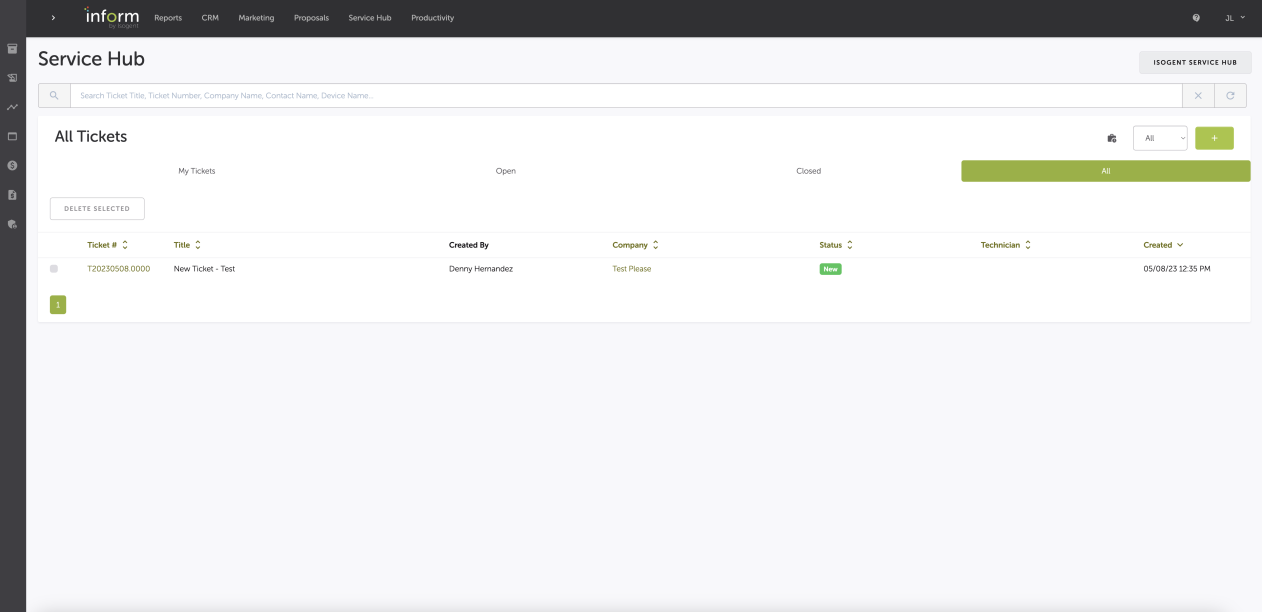 inform
by Isogent
Reports CRM Marketing Proposals Service Hub Productivity JL
Service Hub
ISOGENT SERVICE HUB
Search Ticket Title, Ticket Number, Company Name, Contact Name, Device Name...
All Tickets
All
+
My Tickets Open Closed All
DELETE SELECTED
Ticket # Title Created By Company Status Technician Created
T20230508.0000 New Ticket - Test Denny Hernandez Test Please New 05/08/23 12:35 PM
1